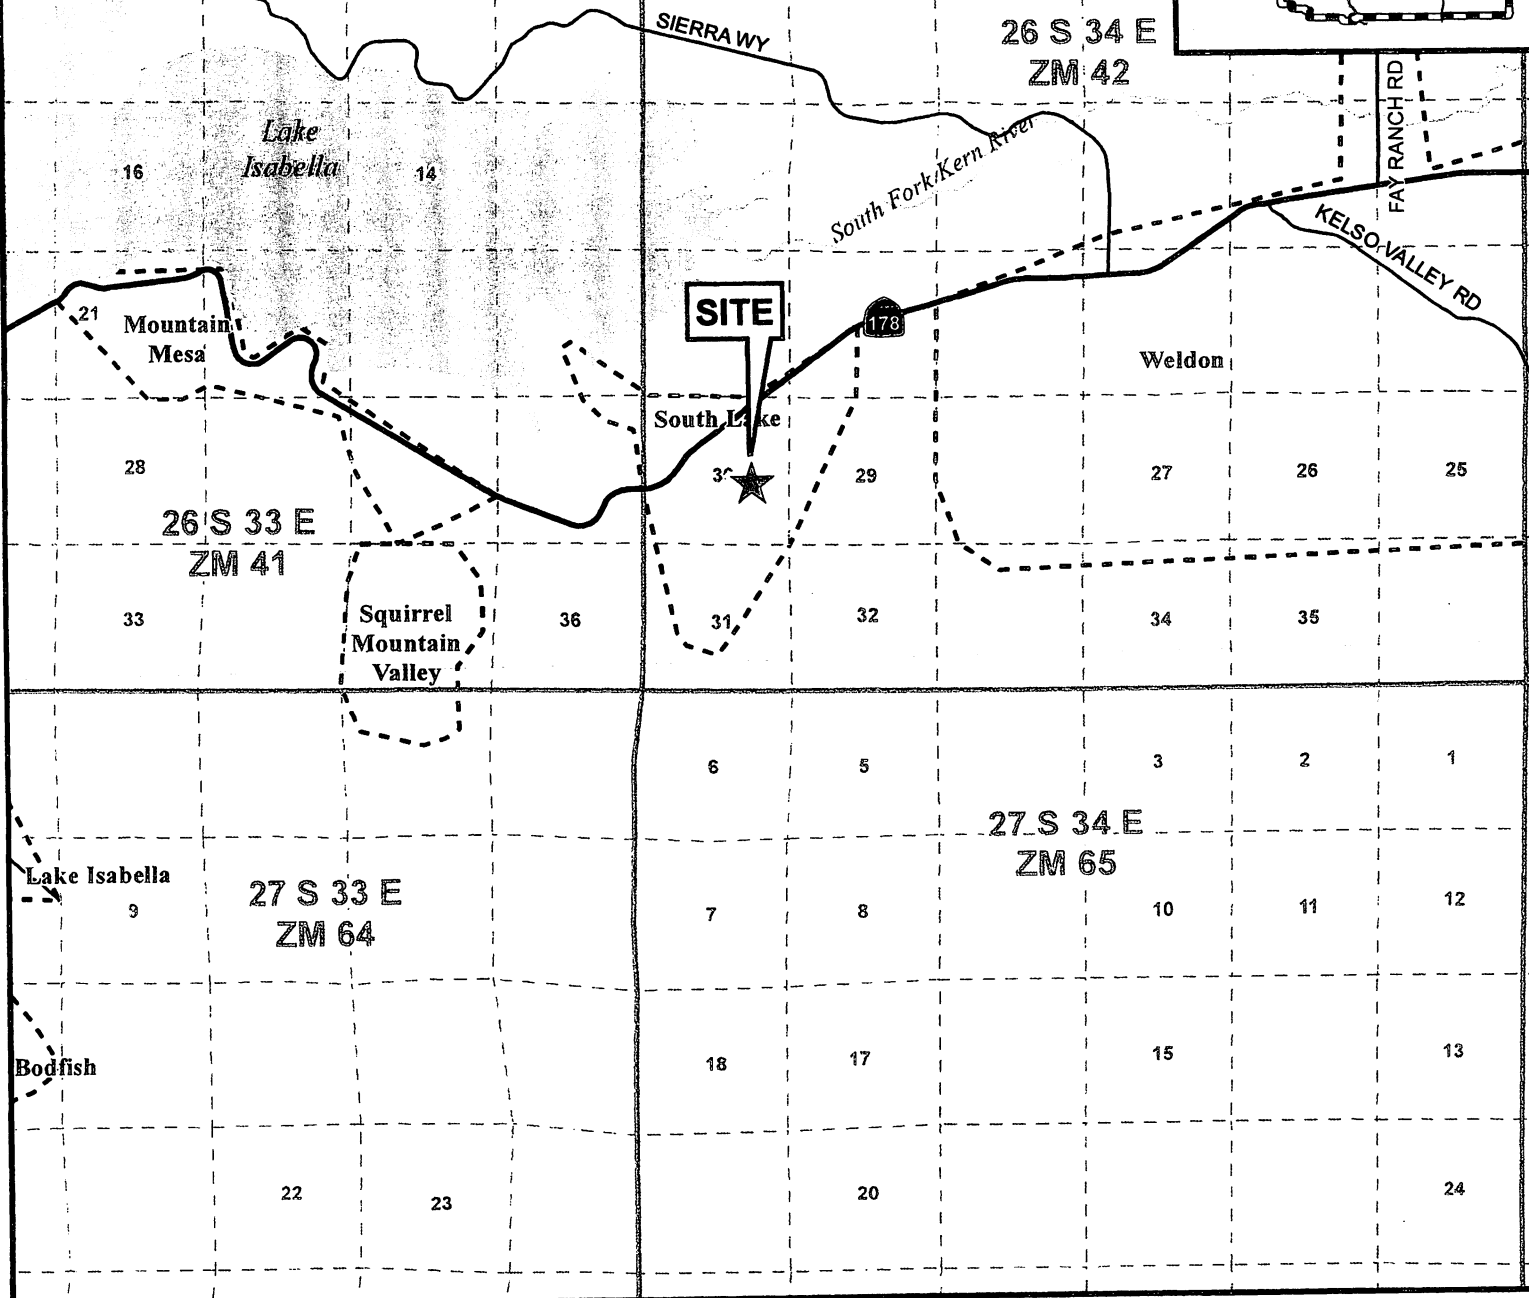 SIERRA WY
26 S 34 E
ZM 42
FAY RANCH RD
Lake
Isabella
16
14
South Fork Kern River
KELSO VALLEY RD
SITE
178
21
Mountain
Mesa
Weldon
South Lake
28
30
29
27
26
25
26 S 33 E
ZM 41
33
Squirrel
Mountain
Valley
36
31
32
34
35
6
5
3
2
1
27 S 34 E
ZM 65
Lake Isabella
9
27 S 33 E
ZM 64
7
8
10
11
12
Bodfish
18
17
15
13
22
23
20
24